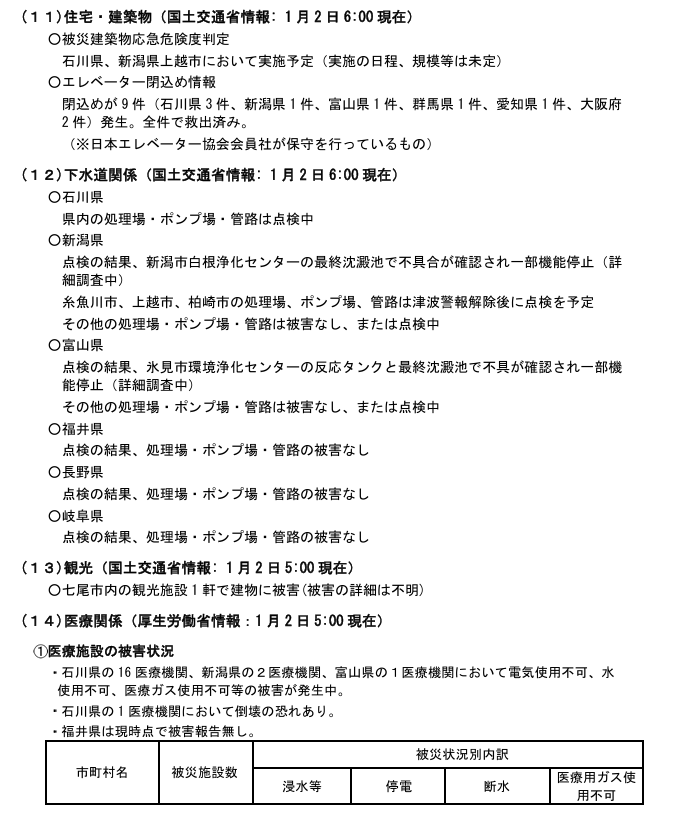 (１１)住宅・建築物（国土交通省情報: 1月2日6:00現在）
○被災建築物応急危険度判定
石川県、新潟県上越市において実施予定（実施の日程、規模等は未定）
○エレベーター閉込め情報
閉込めが9件（石川県3件、新潟県1件、富山県1件、群馬県1件、愛知県1件、大阪府
2件）発生。全件で救出済み。
（※日本エレベーター協会会員社が保守を行っているもの）
(１２)下水道関係（国土交通省情報: 1月2日6:00現在）
○石川県
県内の処理場・ポンプ場・管路は点検中
○新潟県
点検の結果、新潟市白根浄化センターの最終沈澱池で不具合が確認され一部機能停止（詳
細調査中）
糸魚川市、上越市、柏崎市の処理場、ポンプ場、管路は津波警報解除後に点検を予定
その他の処理場・ポンプ場・管路は被害なし、または点検中
○富山県
点検の結果、氷見市環境浄化センターの反応タンクと最終沈澱池で不具が確認され一部機
能停止（詳細調査中）
その他の処理場・ポンプ場・管路は被害なし、または点検中
○福井県
点検の結果、処理場・ポンプ場・管路の被害なし
○長野県
点検の結果、処理場・ポンプ場・管路の被害なし
○岐阜県
点検の結果、処理場・ポンプ場・管路の被害なし
(１３)観光（国土交通省情報: 1月2日5:00現在）
○七尾市内の観光施設1軒で建物に被害(被害の詳細は不明)
(１４)医療関係（厚生労働省情報：1月2日5:00現在）
①医療施設の被害状況
・石川県の16医療機関、新潟県の２医療機関、富山県の１医療機関において電気使用不可、水
使用不可、医療ガス使用不可等の被害が発生中。
・石川県の1医療機関において倒壊の恐れあり。
・福井県は現時点で被害報告無し。
市町村名 被災施設数 被災状況別内訳
浸水等 停電 断水 医療用ガス使
用不可